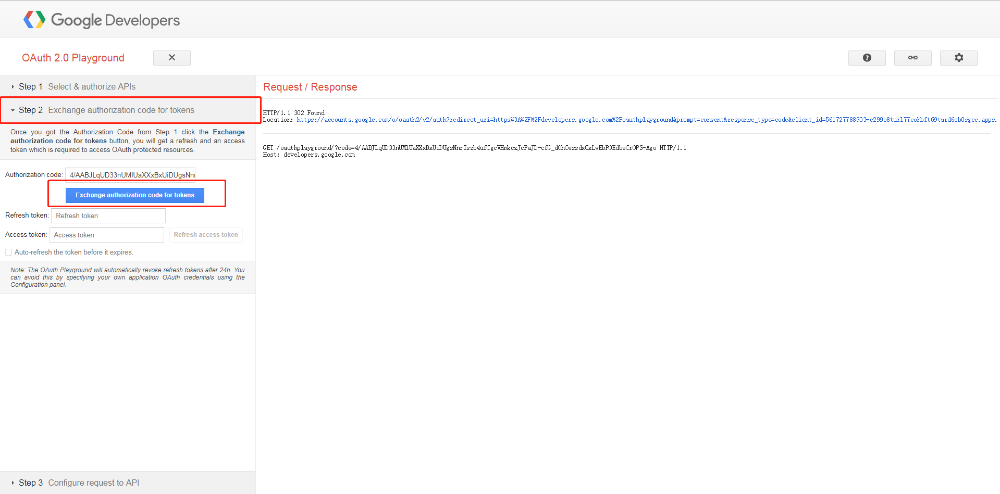 Google Developers
OAuth 2.0 Playground
Step 1 Select & authorize APIs
Step 2 Exchange authorization code for tokens
Once you got the Authorization Code from Step 1 click the Exchange
authorization code for tokens button, you will get a refresh and an access
token which is required to access OAuth protected resources.
Authorization code: 4/AABJLqUD33nUMlUaXXxBxUiDUgsNnr
Exchange authorization code for tokens
Refresh token: Refresh token
Access token: Access token Refresh access token
Auto-refresh the token before it expires.
Note: The OAuth Playground will automatically revoke refresh tokens after 24h. You
can avoid this by specifying your own application OAuth credentials using the
Configuration panel.
Step 3 Configure request to API
Request / Response
HTTP/1.1 302 Found
Location: https://accounts.google.com/o/oauth2/v2/auth?redirect_uri=https%3A%2F%2Fdevelopers.google.com%2Foauthplayground&prompt=consent&response_type=code&client_id=561727788933-e299o8turl77cohbft69tard6eb0sgee.apps.
GET /oauthplayground/?code=4/AABJLqUD33nUMlUaXXxBxUiDUgsNnrIszb4ufCgcVHnkczJcPaJD-cfG_dOhCwssdxCxLvEbPOEdbeCrOPS-Ago HTTP/1.1
Host: developers.google.com